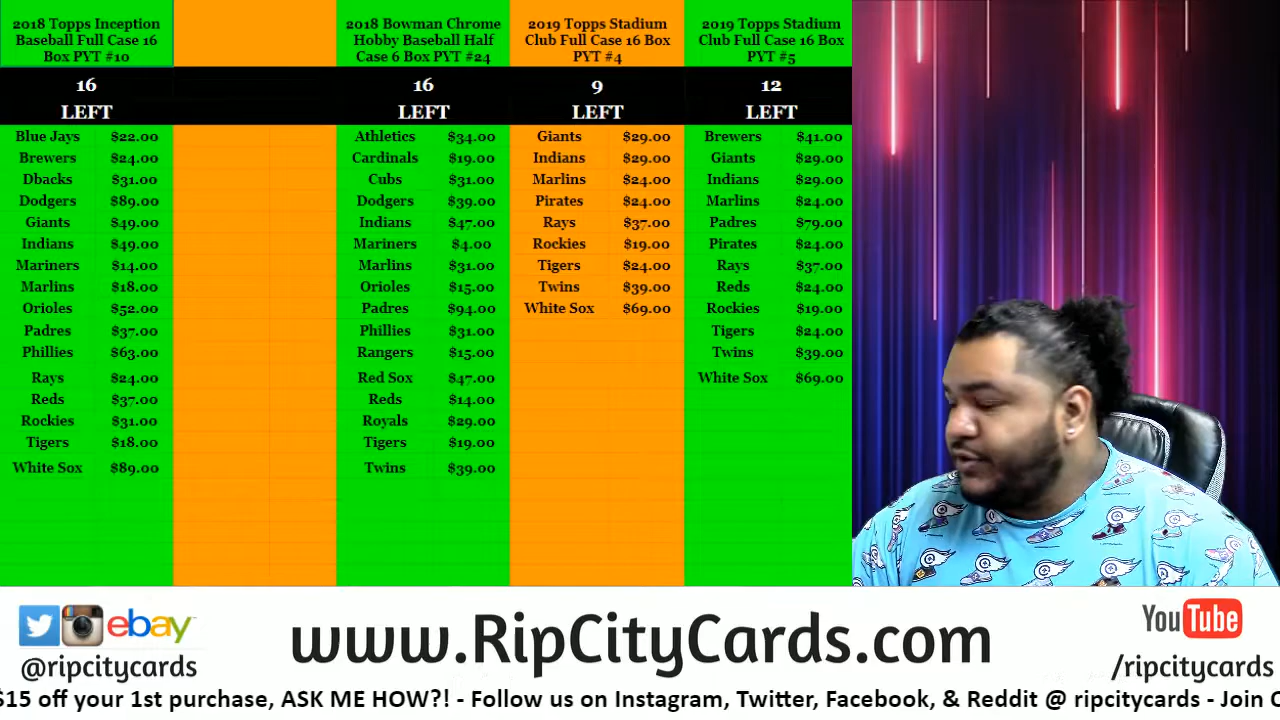 2018 Topps Inception
Baseball Full Case 16
Box PYT #10
16
LEFT
Blue Jays $22.00
Brewers $24.00
Dbacks $31.00
Dodgers $89.00
Giants $49.00
Indians $49.00
Mariners $14.00
Marlins $18.00
Orioles $52.00
Padres $37.00
Phillies $63.00
Rays $24.00
Reds $37.00
Rockies $31.00
Tigers $18.00
White Sox $89.00
2018 Bowman Chrome
Hobby Baseball Half
Case 6 Box PYT #24
16
LEFT
Athletics $34.00
Cardinals $19.00
Cubs $31.00
Dodgers $39.00
Indians $47.00
Mariners $4.00
Marlins $31.00
Orioles $15.00
Padres $94.00
Phillies $31.00
Rangers $15.00
Red Sox $47.00
Reds $14.00
Royals $29.00
Tigers $19.00
Twins $39.00
2019 Topps Stadium
Club Full Case 16 Box
PYT #4
9
LEFT
Giants $29.00
Indians $29.00
Marlins $24.00
Pirates $24.00
Rays $37.00
Rockies $19.00
Tigers $24.00
Twins $39.00
White Sox $69.00
2019 Topps Stadium
Club Full Case 16 Box
PYT #5
12
LEFT
Brewers $41.00
Giants $29.00
Indians $29.00
Marlins $24.00
Padres $79.00
Pirates $24.00
Rays $37.00
Reds $24.00
Rockies $19.00
Tigers $24.00
Twins $39.00
White Sox $69.00
ebay
@ripcitycards
www.RipCityCards.com
YouTube
/ripcitycards
$15 off your 1st purchase, ASK ME HOW?! - Follow us on Instagram, Twitter, Facebook, & Reddit @ ripcitycards - Join